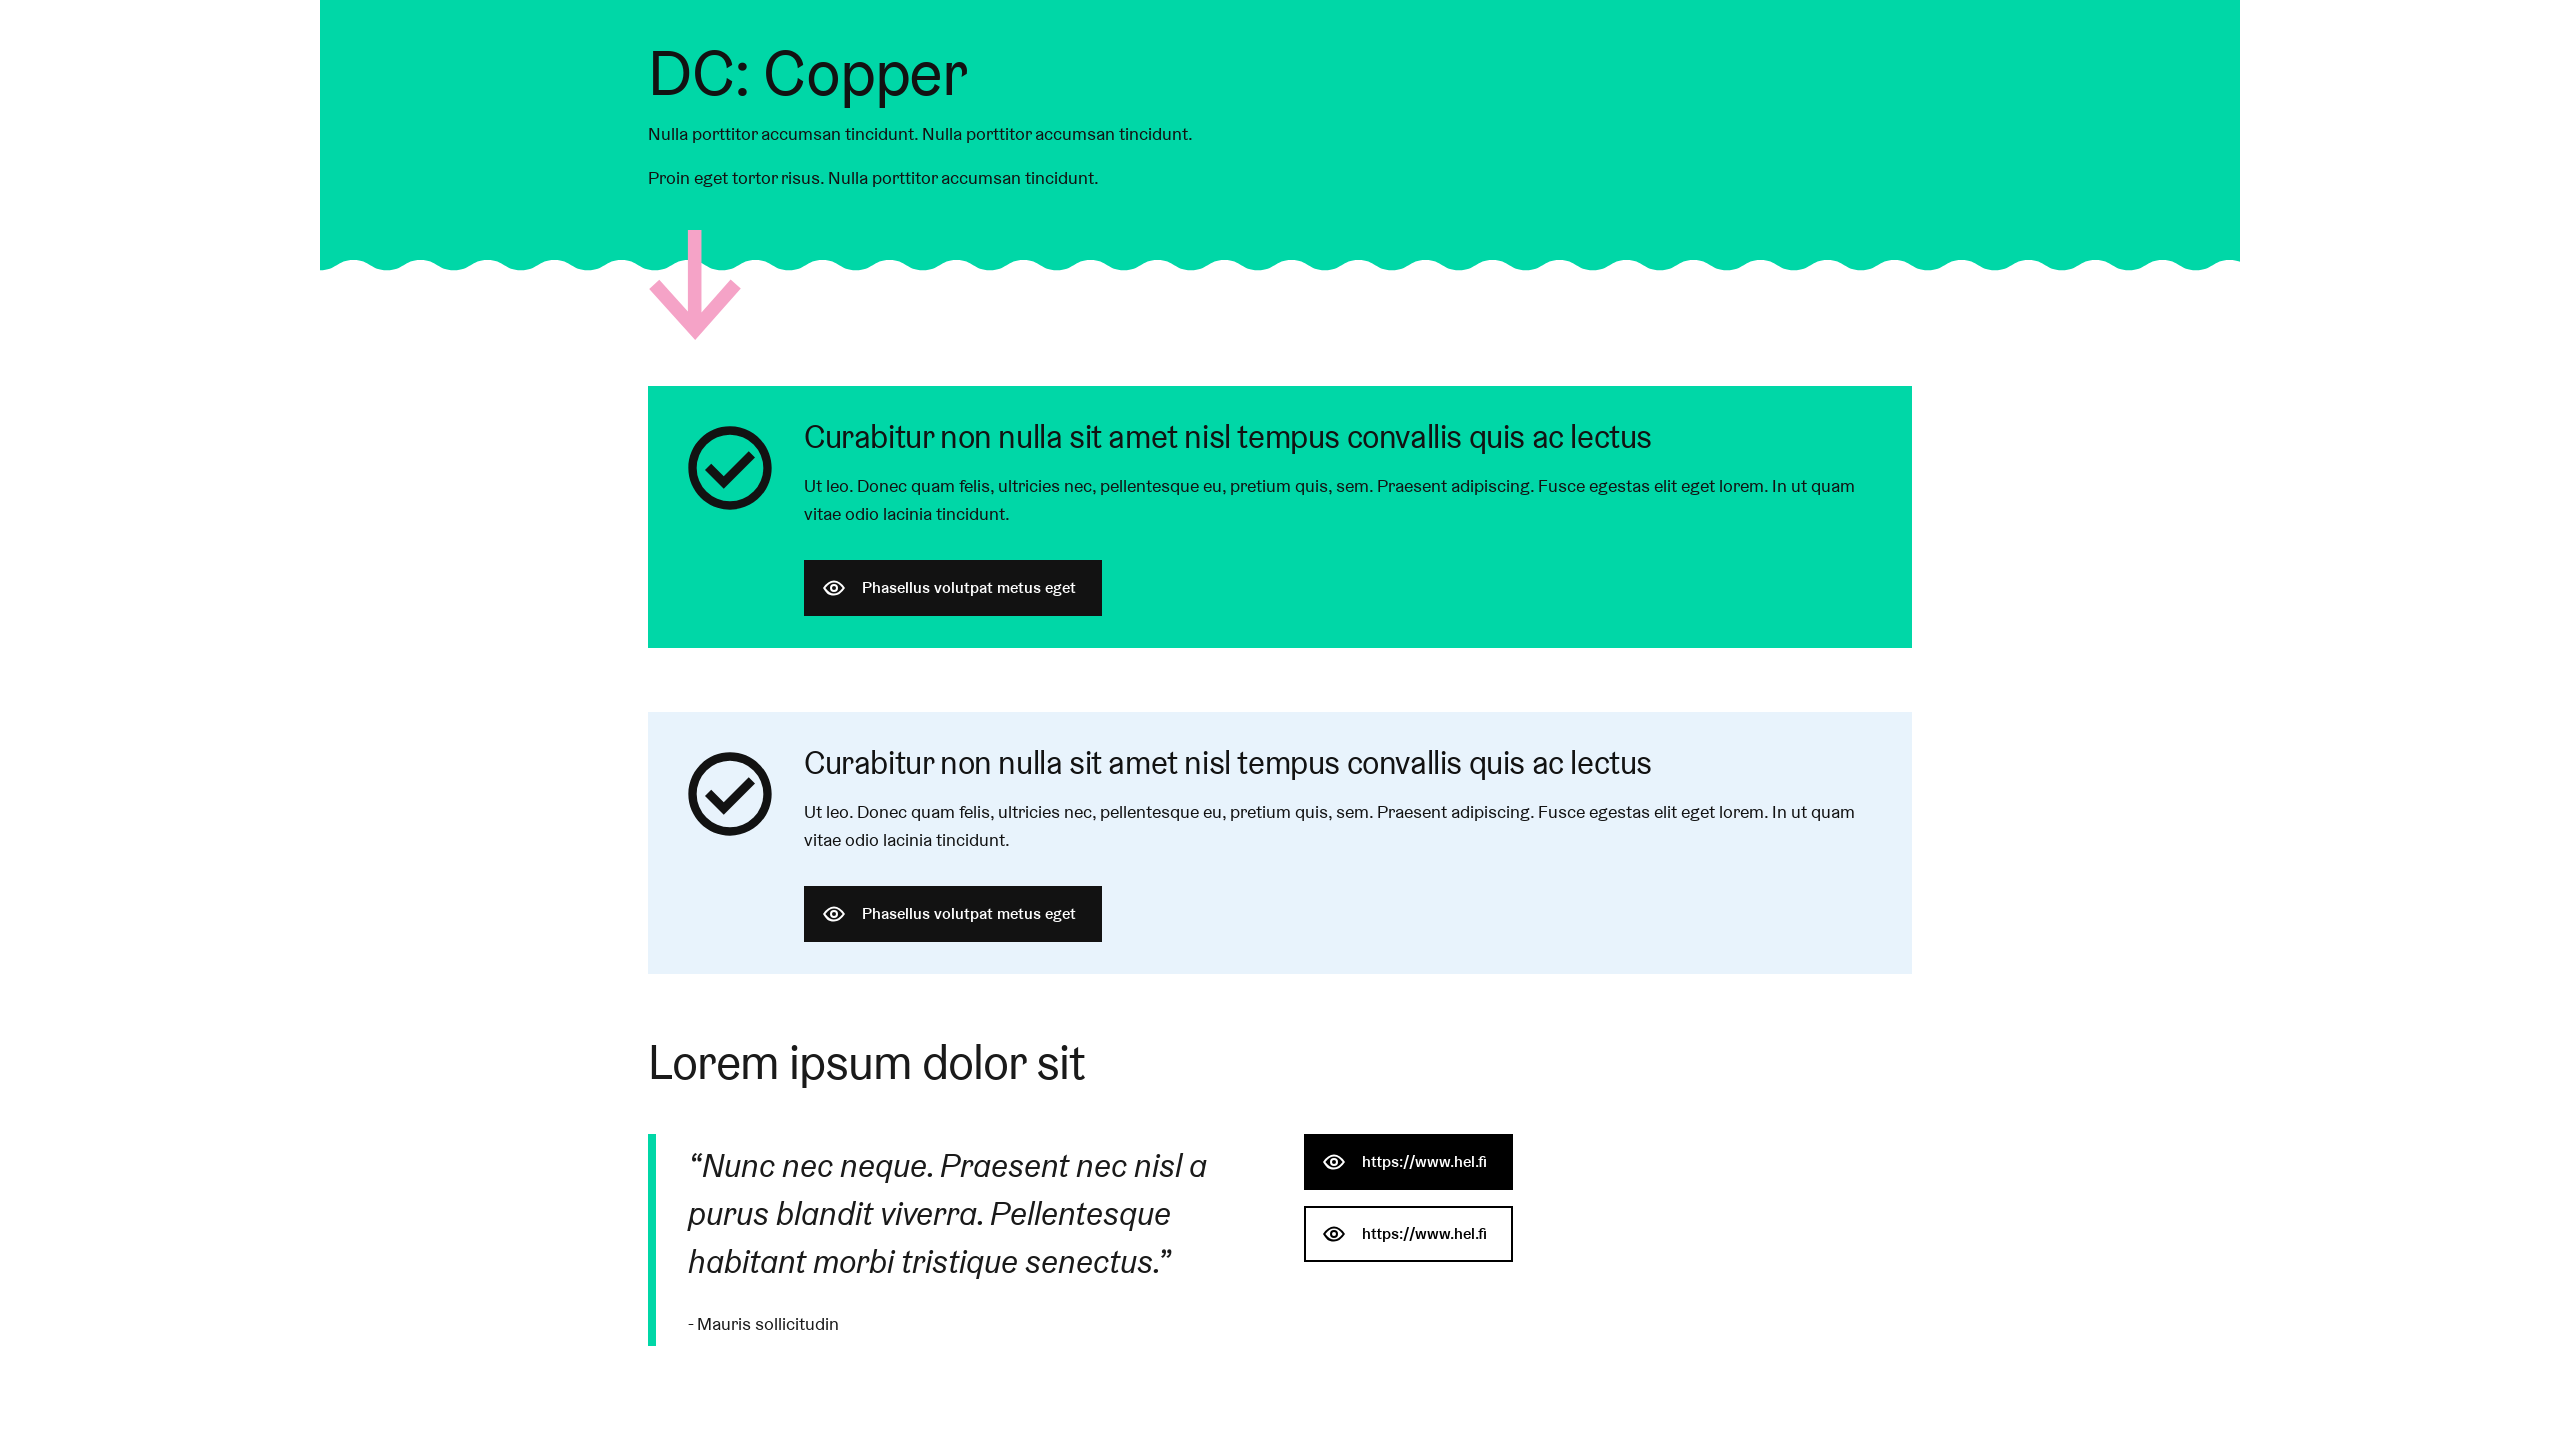 DC: Copper
Nulla porttitor accumsan tincidunt. Nulla porttitor accumsan tincidunt.
Proin eget tortor risus. Nulla porttitor accumsan tincidunt.
Curabitur non nulla sit amet nisl tempus convallis quis ac lectus
Ut leo. Donec quam felis, ultricies nec, pellentesque eu, pretium quis, sem. Praesent adipiscing. Fusce egestas elit eget lorem. In ut quam
vitae odio lacinia tincidunt.
Phasellus volutpat metus eget
Curabitur non nulla sit amet nisl tempus convallis quis ac lectus
Ut leo. Donec quam felis, ultricies nec, pellentesque eu, pretium quis, sem. Praesent adipiscing. Fusce egestas elit eget lorem. In ut quam
vitae odio lacinia tincidunt.
Phasellus volutpat metus eget
Lorem ipsum dolor sit
“Nunc nec neque. Praesent nec nisl a
purus blandit viverra. Pellentesque
habitant morbi tristique senectus.”
- Mauris sollicitudin
https://www.hel.fi
https://www.hel.fi